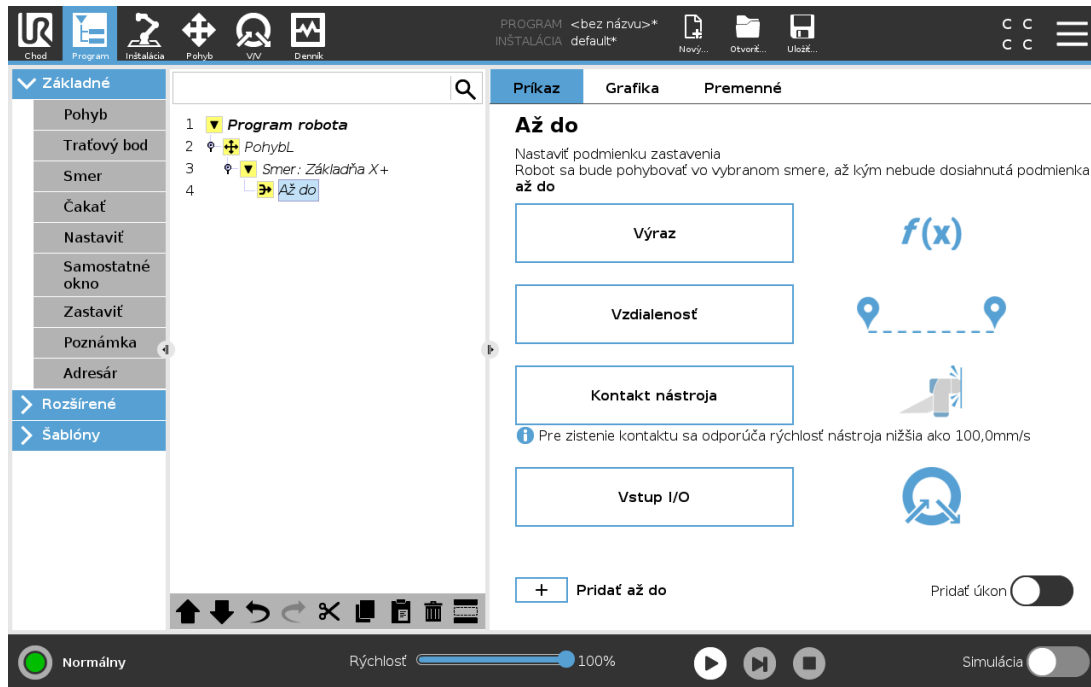 PROGRAM <bez názvu>*
INŠTALÁCIA default*
Chod
Program
Inštalácia
Pohyb
V/V
Dennik
Nový...
Otvoriť...
Uložiť...
C C
C C
Základné
Pohyb
Traťový bod
Smer
Čakať
Nastaviť
Samostatné
okno
Zastaviť
Poznámka
Adresár
Rozšírené
Šablóny
1 Program robota
2 PohybL
3 Smer: Základňa X+
4 Až do
Príkaz Grafika Premenné
Až do
Nastaviť podmienku zastavenia
Robot sa bude pohybovať vo vybranom smere, až kým nebude dosiahnutá podmienka
až do
Výraz
f(x)
Vzdialenosť
Kontakt nástroja
Pre zistenie kontaktu sa odporúča rýchlosť nástroja nižšia ako 100,0mm/s
Vstup I/O
+ Pridať až do
Pridať úkon
Normálny
Rýchlosť
100%
Simulácia